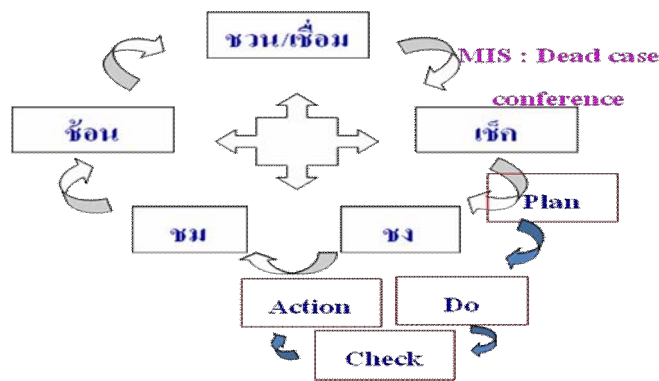 ชวน/เชื่อม
MIS : Dead case
conference
ช้อน
เช็ค
Plan
ชม
ชง
Action
Do
Check